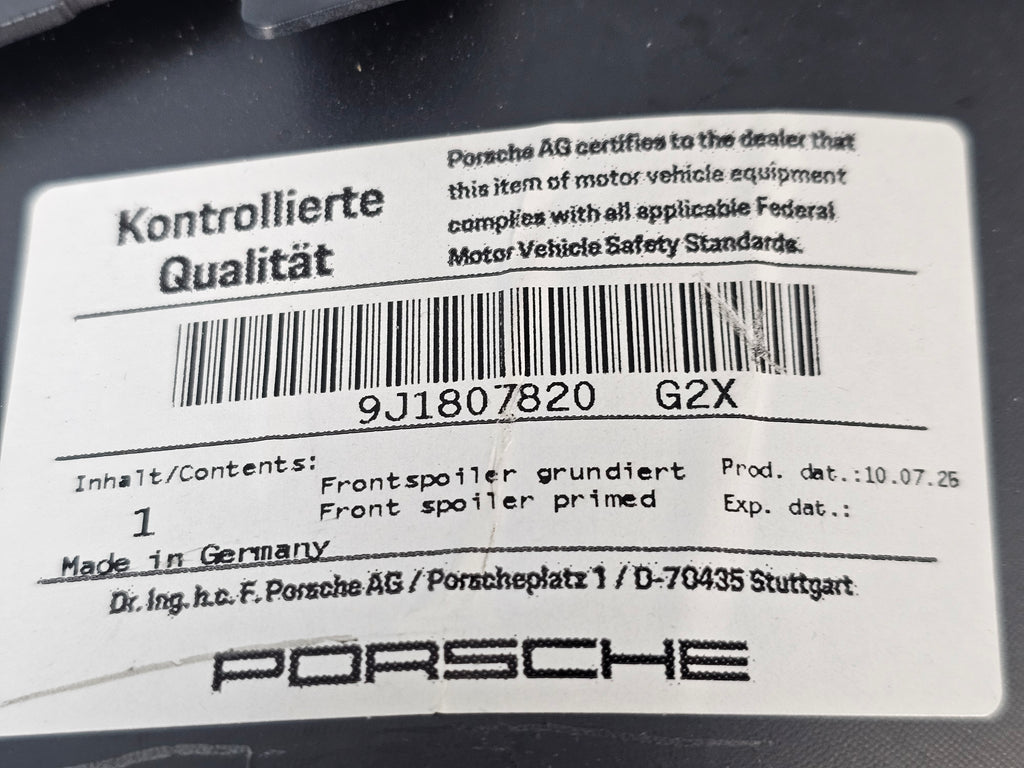 Kontrollierte
Qualität
Porsche AG certifies to the dealer that
this item of motor vehicle equipment
complies with all applicable Federal
Motor Vehicle Safety Standards.
9J1807820 G2X
Inhalt/Contents:
1
Frontspoiler grundiert
Front spoiler primed
Prod. dat.:10.07.26
Exp. dat.:
Made in Germany
Dr. Ing. h.c. F. Porsche AG / Porscheplatz 1 / D-70435 Stuttgart
PORSCHE